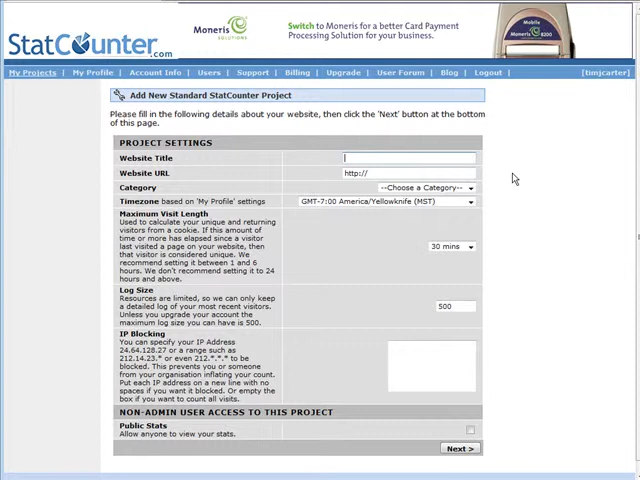 StatCounter.com
Moneris SOLUTIONS
Switch to Moneris for a better Card Payment
Processing Solution for your business.
Mobile
Moneris
8200
My Projects | My Profile | Account Info | Users | Support | Billing | Upgrade | User Forum | Blog | Logout | [timjcarter]
Add New Standard StatCounter Project
Please fill in the following details about your website, then click the 'Next' button at the bottom
of this page.
PROJECT SETTINGS
Website Title
Website URL http://
Category --Choose a Category--
Timezone based on 'My Profile' settings GMT-7:00 America/Yellowknife (MST)
Maximum Visit Length
Used to calculate your unique and returning
visitors from a cookie. If this amount of
time or more has elapsed since a visitor
last visited a page on your website, then
that visitor is considered unique. We
recommend setting it between 1 and 6
hours. We don't recommend setting it to 24
hours and above.
30 mins
Log Size
Resources are limited, so we can only keep
a detailed log of your most recent visitors.
Unless you upgrade your account the
maximum log size you can have is 500.
500
IP Blocking
You can specify your IP Address
24.64.128.27 or a range such as
212.14.23.* or even 212.*.*.* to be
blocked. This prevents you or someone
from your organisation inflating your count.
Put each IP address on a new line with no
spaces if you want it blocked. Or empty the
box if you want to count all visits.
NON-ADMIN USER ACCESS TO THIS PROJECT
Public Stats
Allow anyone to view your stats.
Next >